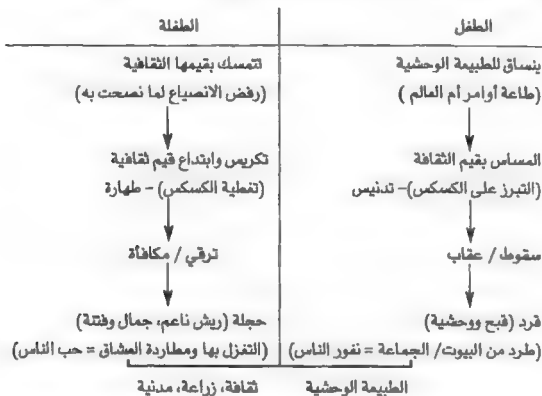 الطفل
الطفلة
ينساق للطبيعة الوحشية
(طاعة أوامر أم العالم )
تتمسك بقيمها الثقافية
(رفض الانصياع لما نصحت به)
المساس بقيم الثقافة
(التبرز على الكسكس)– تدنيس
تكريس وابتداع قيم ثقافية
(تغطية الكسكس) – طهارة
سقوط / عقاب
ترقي / مكافأة
قرد (قبح ووحشية)
(طرد من البيوت/ الجماعة = نفور الناس)
حجلة (ريش ناعم، جمال وفتنة)
(التغزل بها ومطاردة العشاق = حب الناس)
الطبيعة الوحشية
ثقافة، زراعة، مدنية